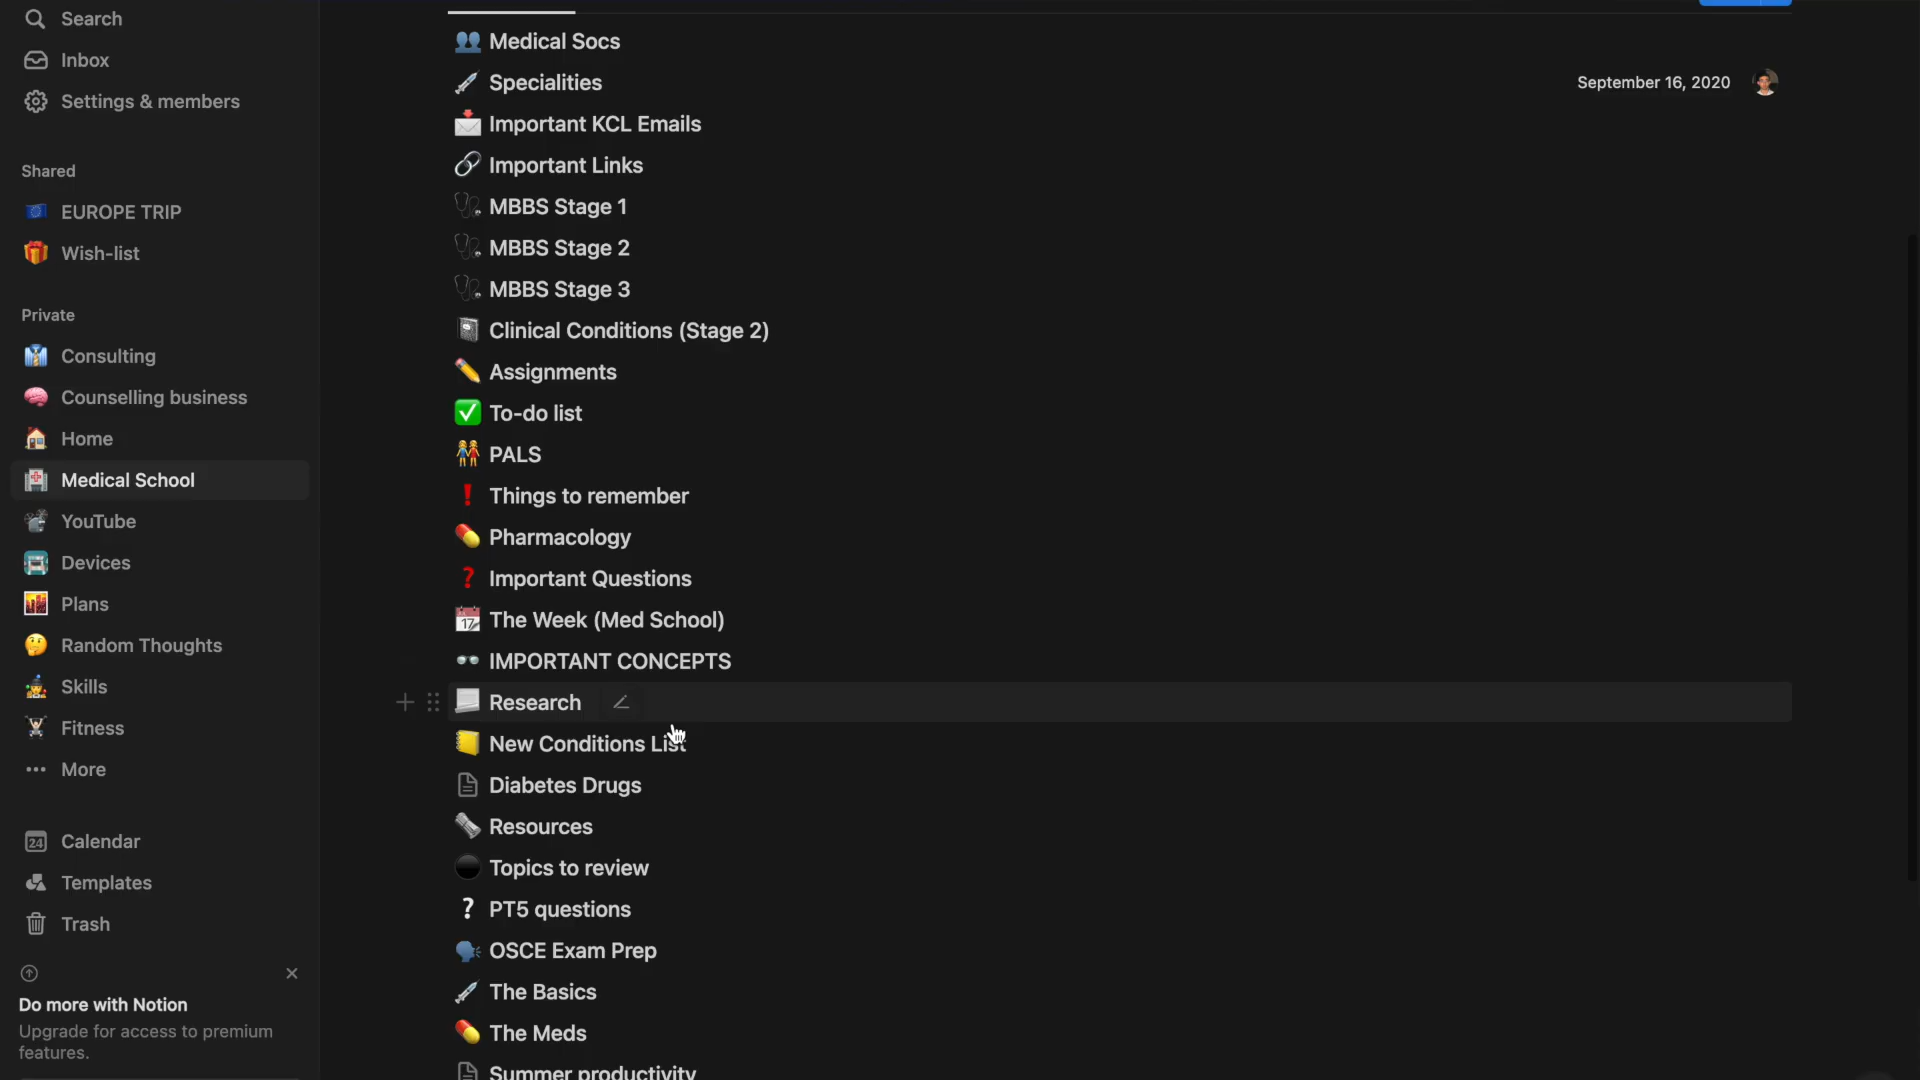 Search
Inbox
Settings & members
Shared
EUROPE TRIP
Wish-list
Private
Consulting
Counselling business
Home
Medical School
YouTube
Devices
Plans
Random Thoughts
Skills
Fitness
More
Calendar
Templates
Trash
Do more with Notion
Upgrade for access to premium
features.
Medical Socs
Specialities
September 16, 2020
Important KCL Emails
Important Links
MBBS Stage 1
MBBS Stage 2
MBBS Stage 3
Clinical Conditions (Stage 2)
Assignments
To-do list
PALS
Things to remember
Pharmacology
Important Questions
The Week (Med School)
IMPORTANT CONCEPTS
Research
New Conditions List
Diabetes Drugs
Resources
Topics to review
PT5 questions
OSCE Exam Prep
The Basics
The Meds
Summer productivity